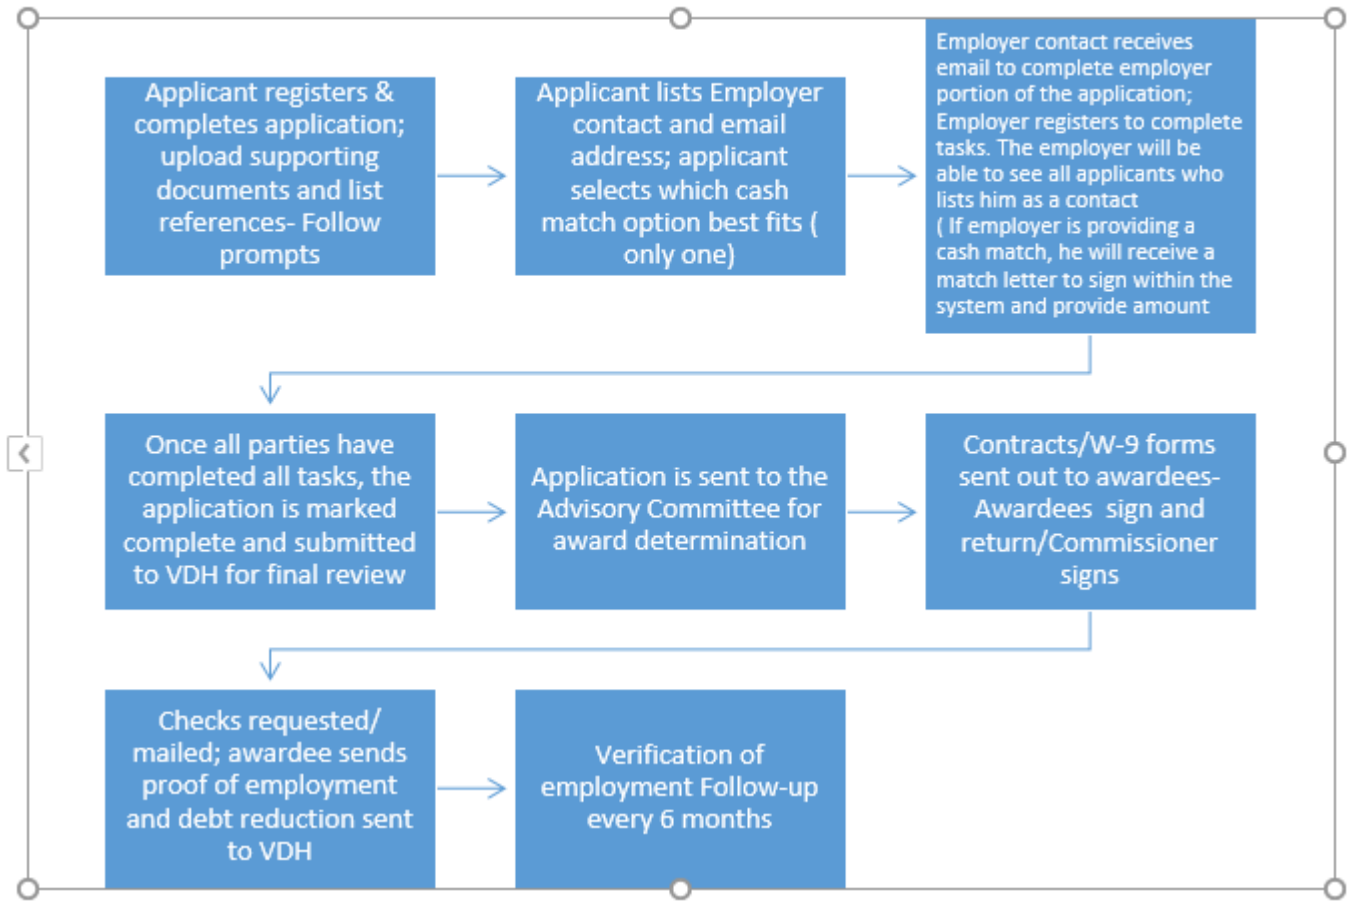 Applicant registers &
completes application;
upload supporting
documents and list
references- Follow
prompts
Applicant lists Employer
contact and email
address; applicant
selects which cash
match option best fits (
only one)
Employer contact receives
email to complete employer
portion of the application;
Employer registers to complete
tasks. The employer will be
able to see all applicants who
lists him as a contact
( If employer is providing a
cash match, he will receive a
match letter to sign within the
system and provide amount
Once all parties have
completed all tasks, the
application is marked
complete and submitted
to VDH for final review
Application is sent to the
Advisory Committee for
award determination
Contracts/W-9 forms
sent out to awardees-
Awardees sign and
return/Commissioner
signs
Checks requested/
mailed; awardee sends
proof of employment
and debt reduction sent
to VDH
Verification of
employment Follow-up
every 6 months